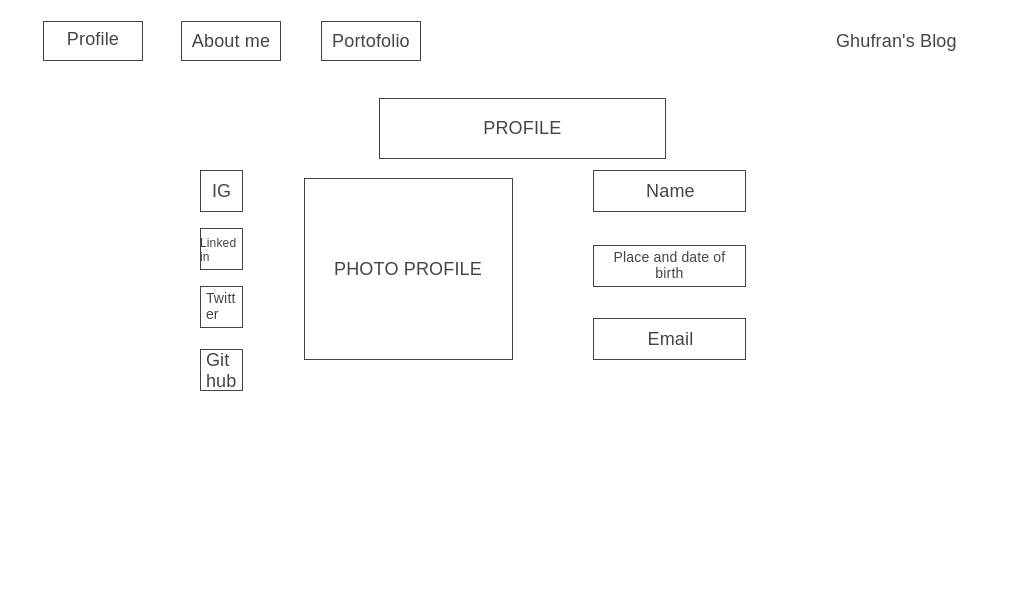 Profile
About me
Portofolio
Ghufran's Blog
PROFILE
IG
Linked
in
Twitt
er
Git
hub
PHOTO PROFILE
Name
Place and date of
birth
Email